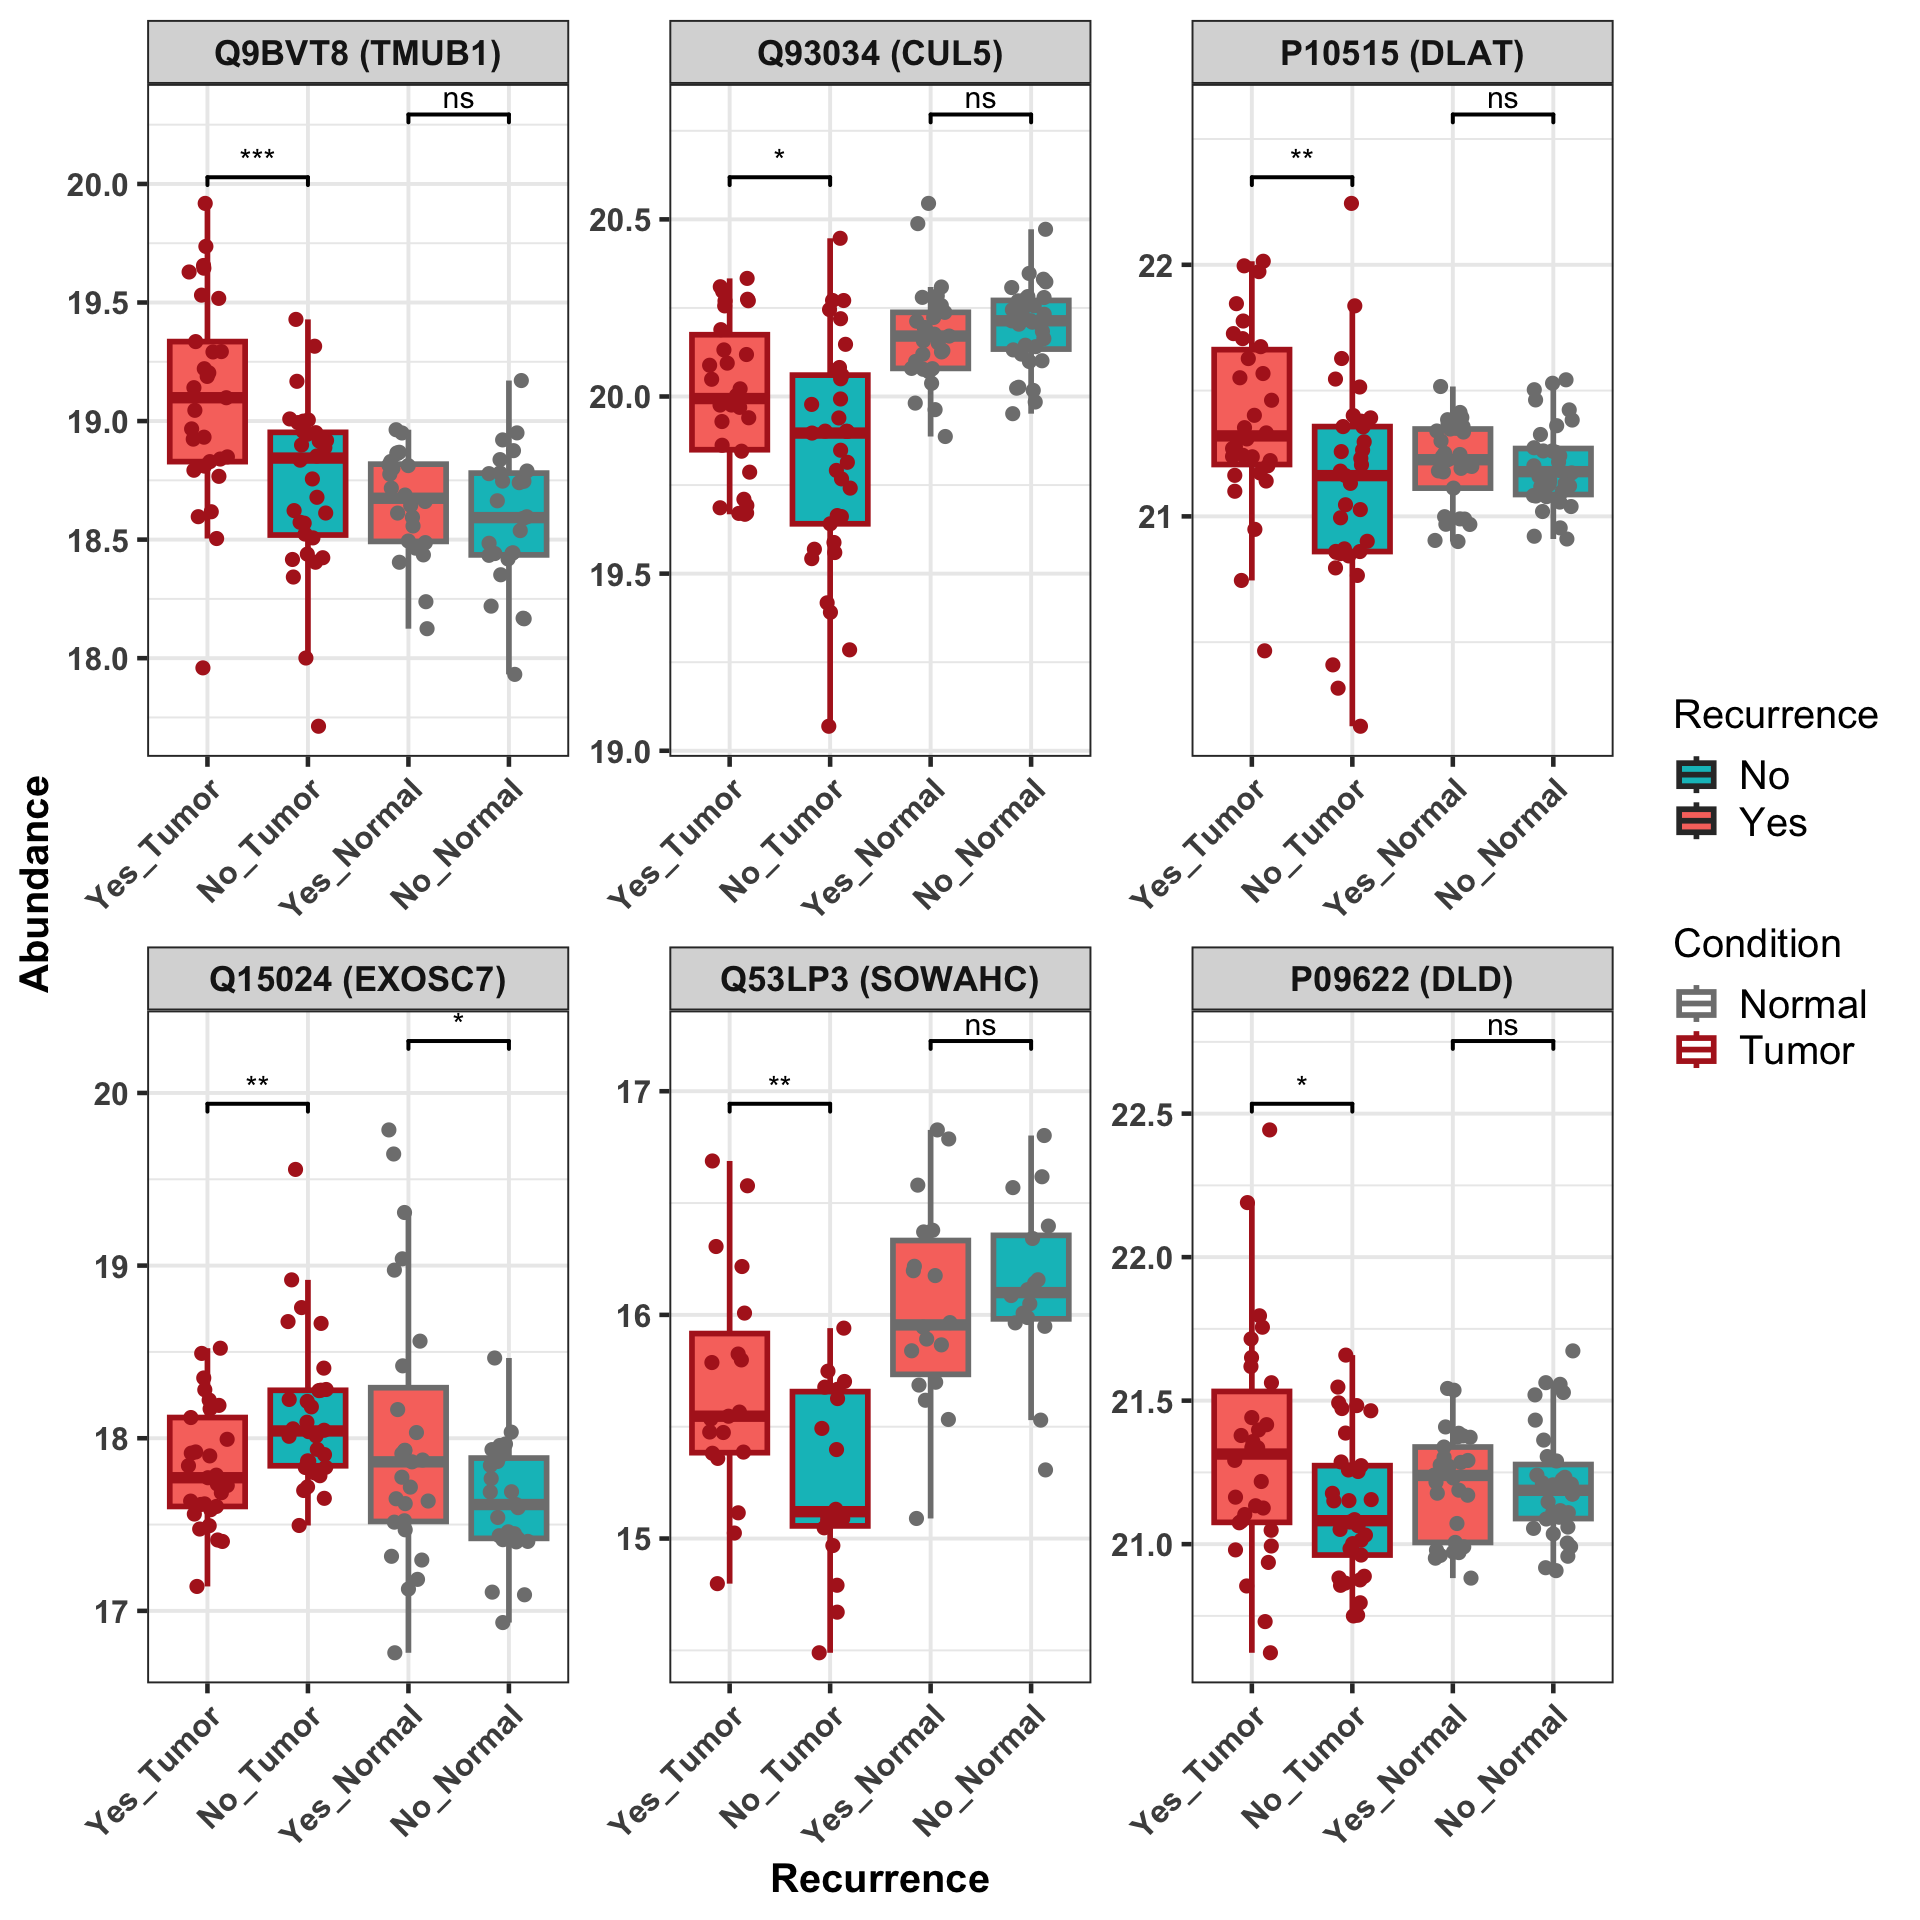 Q9BVT8 (TMUB1)
Q93034 (CUL5)
P10515 (DLAT)
ns
***
20.0
19.5
19.0
18.5
18.0
ns
*
20.5
20.0
19.5
19.0
ns
**
22
21
Yes_Tumor
No_Tumor
Yes_Normal
No_Normal
Yes_Tumor
No_Tumor
Yes_Normal
No_Normal
Yes_Tumor
No_Tumor
Yes_Normal
No_Normal
Abundance
Q15024 (EXOSC7)
Q53LP3 (SOWAHC)
P09622 (DLD)
*
**
20
19
18
17
ns
**
17
16
15
ns
*
22.5
22.0
21.5
21.0
Yes_Tumor
No_Tumor
Yes_Normal
No_Normal
Yes_Tumor
No_Tumor
Yes_Normal
No_Normal
Yes_Tumor
No_Tumor
Yes_Normal
No_Normal
Recurrence
Recurrence
No
Yes
Condition
Normal
Tumor